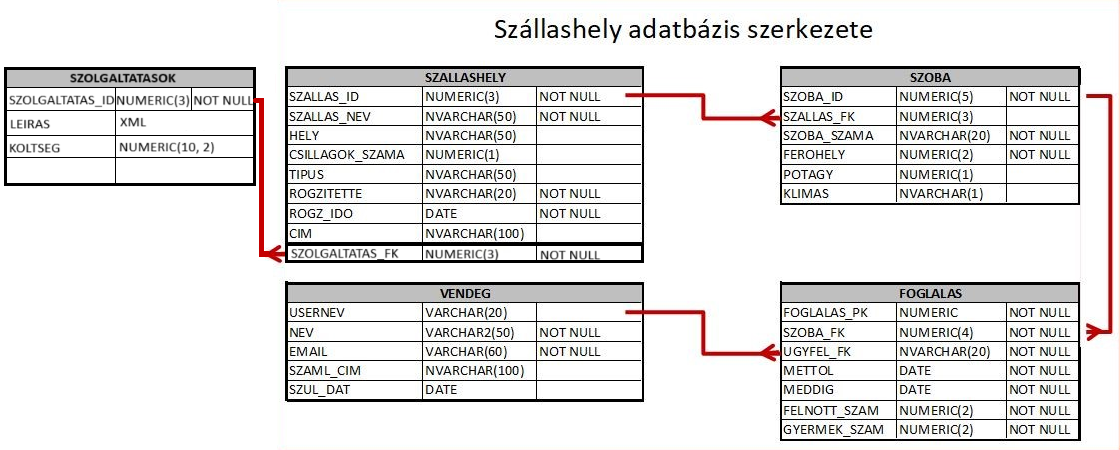 Szállashely adatbázis szerkezete
SZOLGALTATASOK
SZOLGALTATAS_ID NUMERIC(3) NOT NULL
LEIRAS XML
KOLTSEG NUMERIC(10, 2)
SZALLASHELY
SZALLAS_ID NUMERIC(3) NOT NULL
SZALLAS_NEV NVARCHAR(50) NOT NULL
HELY NVARCHAR(50)
CSILLAGOK_SZAMA NUMERIC(1)
TIPUS NVARCHAR(50)
ROGZITETTE NVARCHAR(20) NOT NULL
ROGZ_IDO DATE NOT NULL
CIM NVARCHAR(100)
SZOLGALTATAS_FK NUMERIC(3) NOT NULL
SZOBA
SZOBA_ID NUMERIC(5) NOT NULL
SZALLAS_FK NUMERIC(3)
SZOBA_SZAMA NVARCHAR(20) NOT NULL
FEROHELY NUMERIC(2) NOT NULL
POTAGY NUMERIC(1)
KLIMAS NVARCHAR(1)
VENDEG
USERNEV VARCHAR(20)
NEV VARCHAR2(50) NOT NULL
EMAIL VARCHAR(60) NOT NULL
SZAML_CIM NVARCHAR(100)
SZUL_DAT DATE
FOGLALAS
FOGLALAS_PK NUMERIC NOT NULL
SZOBA_FK NUMERIC(4) NOT NULL
UGYFEL_FK NVARCHAR(20) NOT NULL
METTOL DATE NOT NULL
MEDDIG DATE NOT NULL
FELNOTT_SZAM NUMERIC(2) NOT NULL
GYERMEK_SZAM NUMERIC(2) NOT NULL